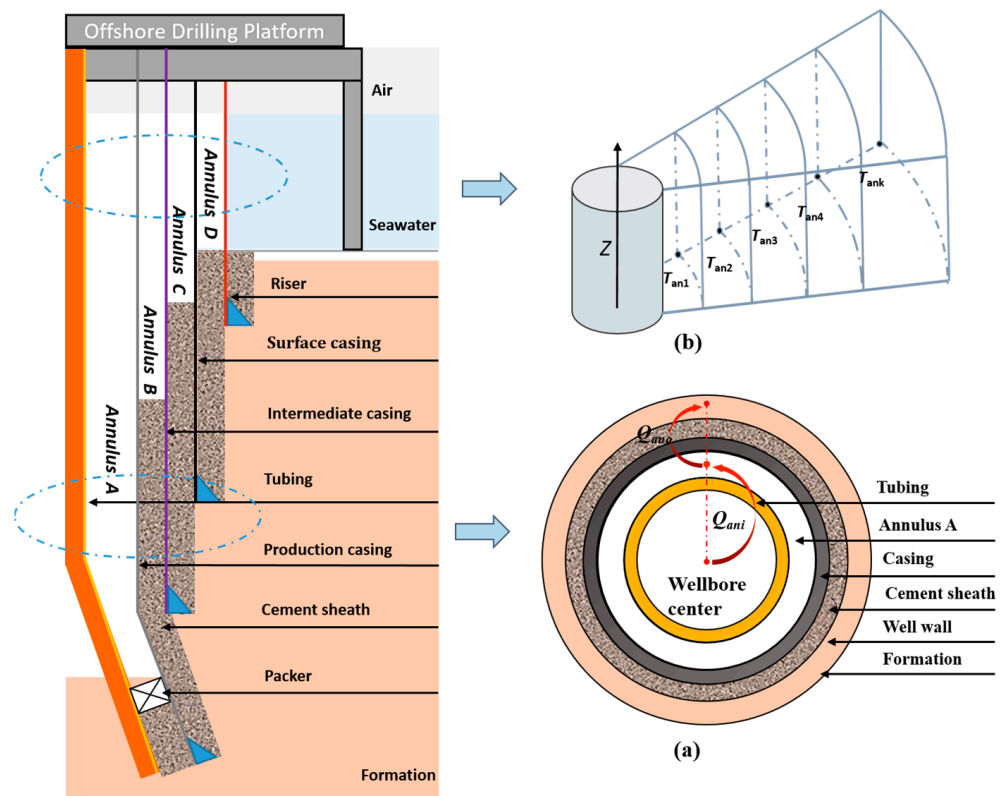 Offshore Drilling Platform
Air
Annulus D
Annulus C
Seawater
Annulus B
Riser
Surface casing
Annulus A
Intermediate casing
Tubing
Production casing
Cement sheath
Packer
Formation
Z
Tan1
Tan2
Tan3
Tan4
Tank
(b)
Qano
Qani
Wellbore
center
Tubing
Annulus A
Casing
Cement sheath
Well wall
Formation
(a)